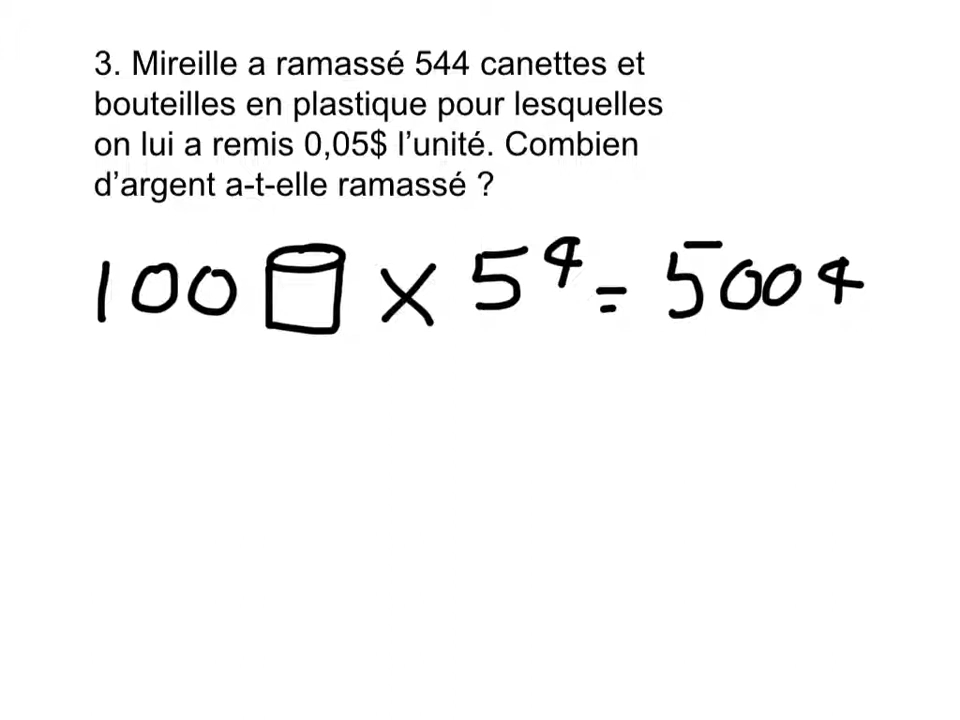 3. Mireille a ramassé 544 canettes et
bouteilles en plastique pour lesquelles
on lui a remis 0,05$ l’unité. Combien
d’argent a-t-elle ramassé ?
100 x 5¢ = 500¢